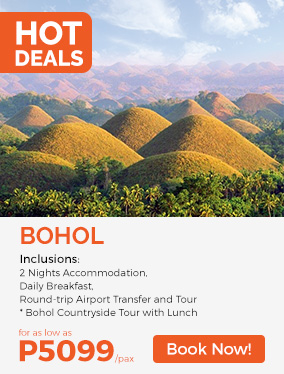 HOT
DEALS
BOHOL
Inclusions:
2 Nights Accommodation,
Daily Breakfast,
Round-trip Airport Transfer and Tour
* Bohol Countryside Tour with Lunch
for as low as
P5099/pax
Book Now!